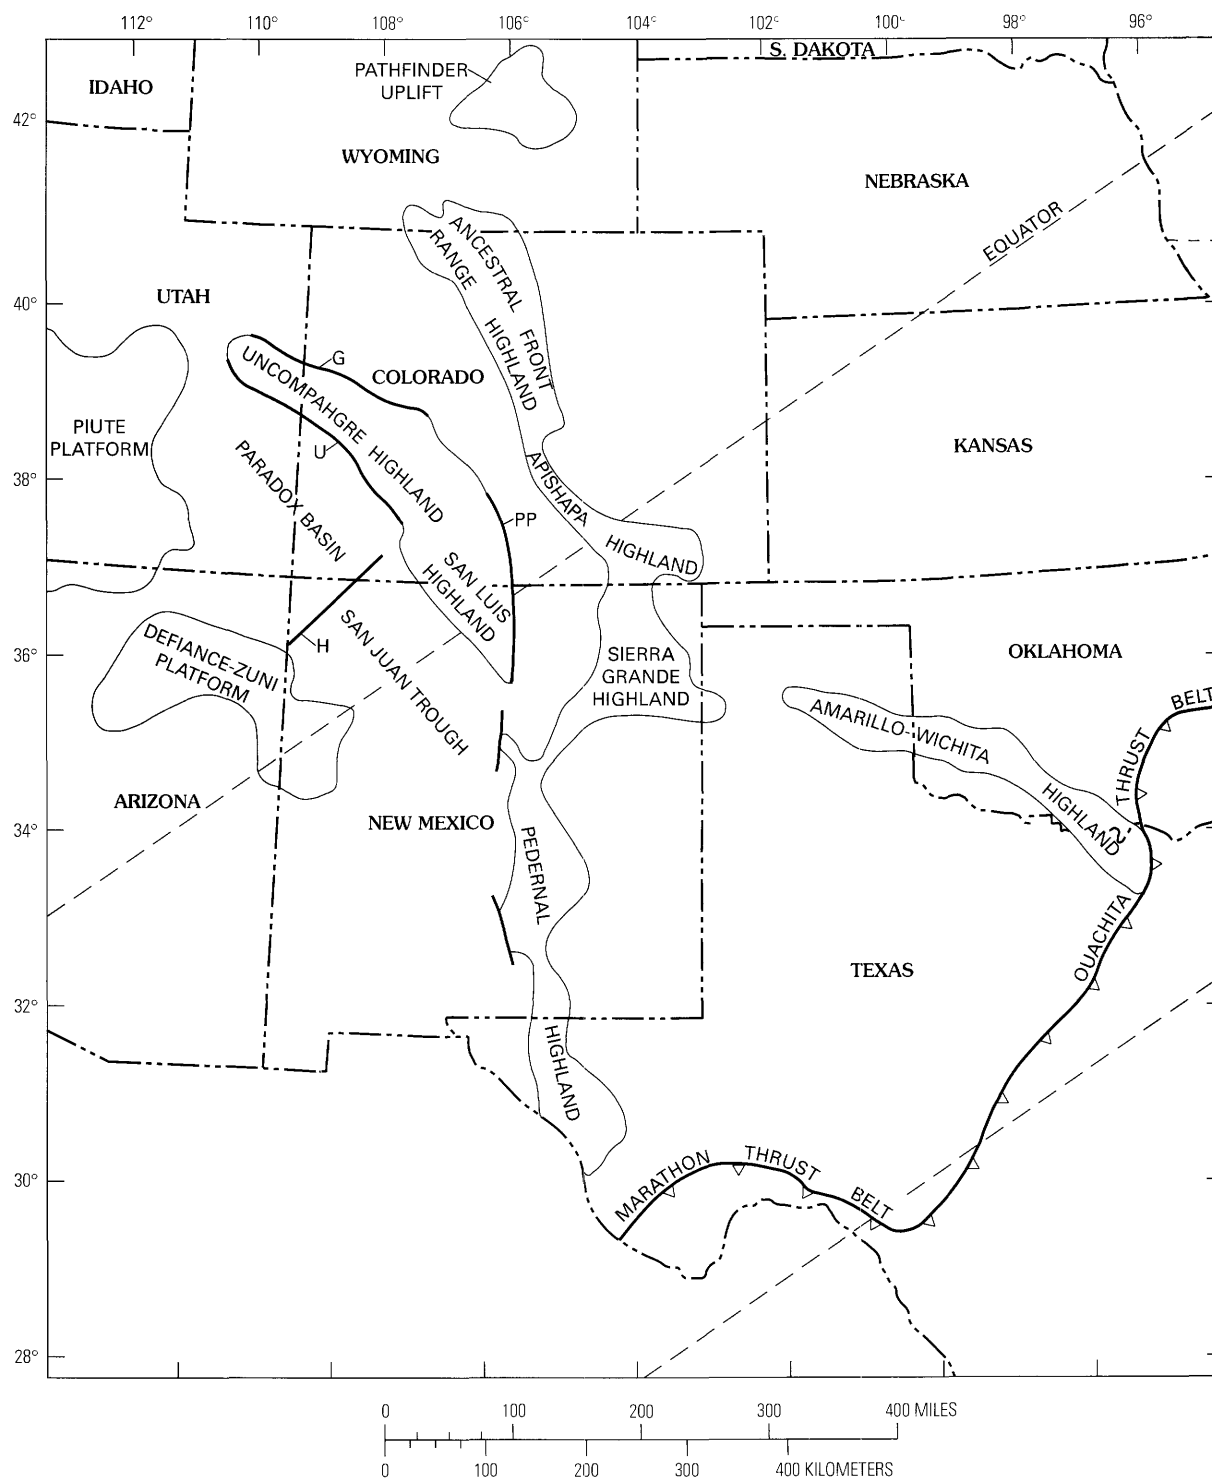 112° 110° 108° 106° 104° 102° 100° 98° 96°
S. DAKOTA
PATHFINDER
UPLIFT
IDAHO
42°
WYOMING
NEBRASKA
EQUATOR
ANCESTRAL FRONT
RANGE HIGHLAND
UTAH
40°
G
COLORADO
UNCOMPAHGRE HIGHLAND
PIUTE
PLATFORM
U
KANSAS
PARADOX BASIN
APISHAPA
HIGHLAND
38°
PP
SAN LUIS
HIGHLAND
DEFIANCE-ZUNI
PLATFORM
H
SAN JUAN TROUGH
36°
SIERRA
GRANDE
HIGHLAND
OKLAHOMA
AMARILLO-WICHITA
HIGHLAND
THRUST
BELT
ARIZONA
NEW MEXICO
34°
PEDERNAL
HIGHLAND
OUACHITA
TEXAS
32°
30°
MARATHON THRUST BELT
28°
0 100 200 300 400 MILES
0 100 200 300 400 KILOMETERS